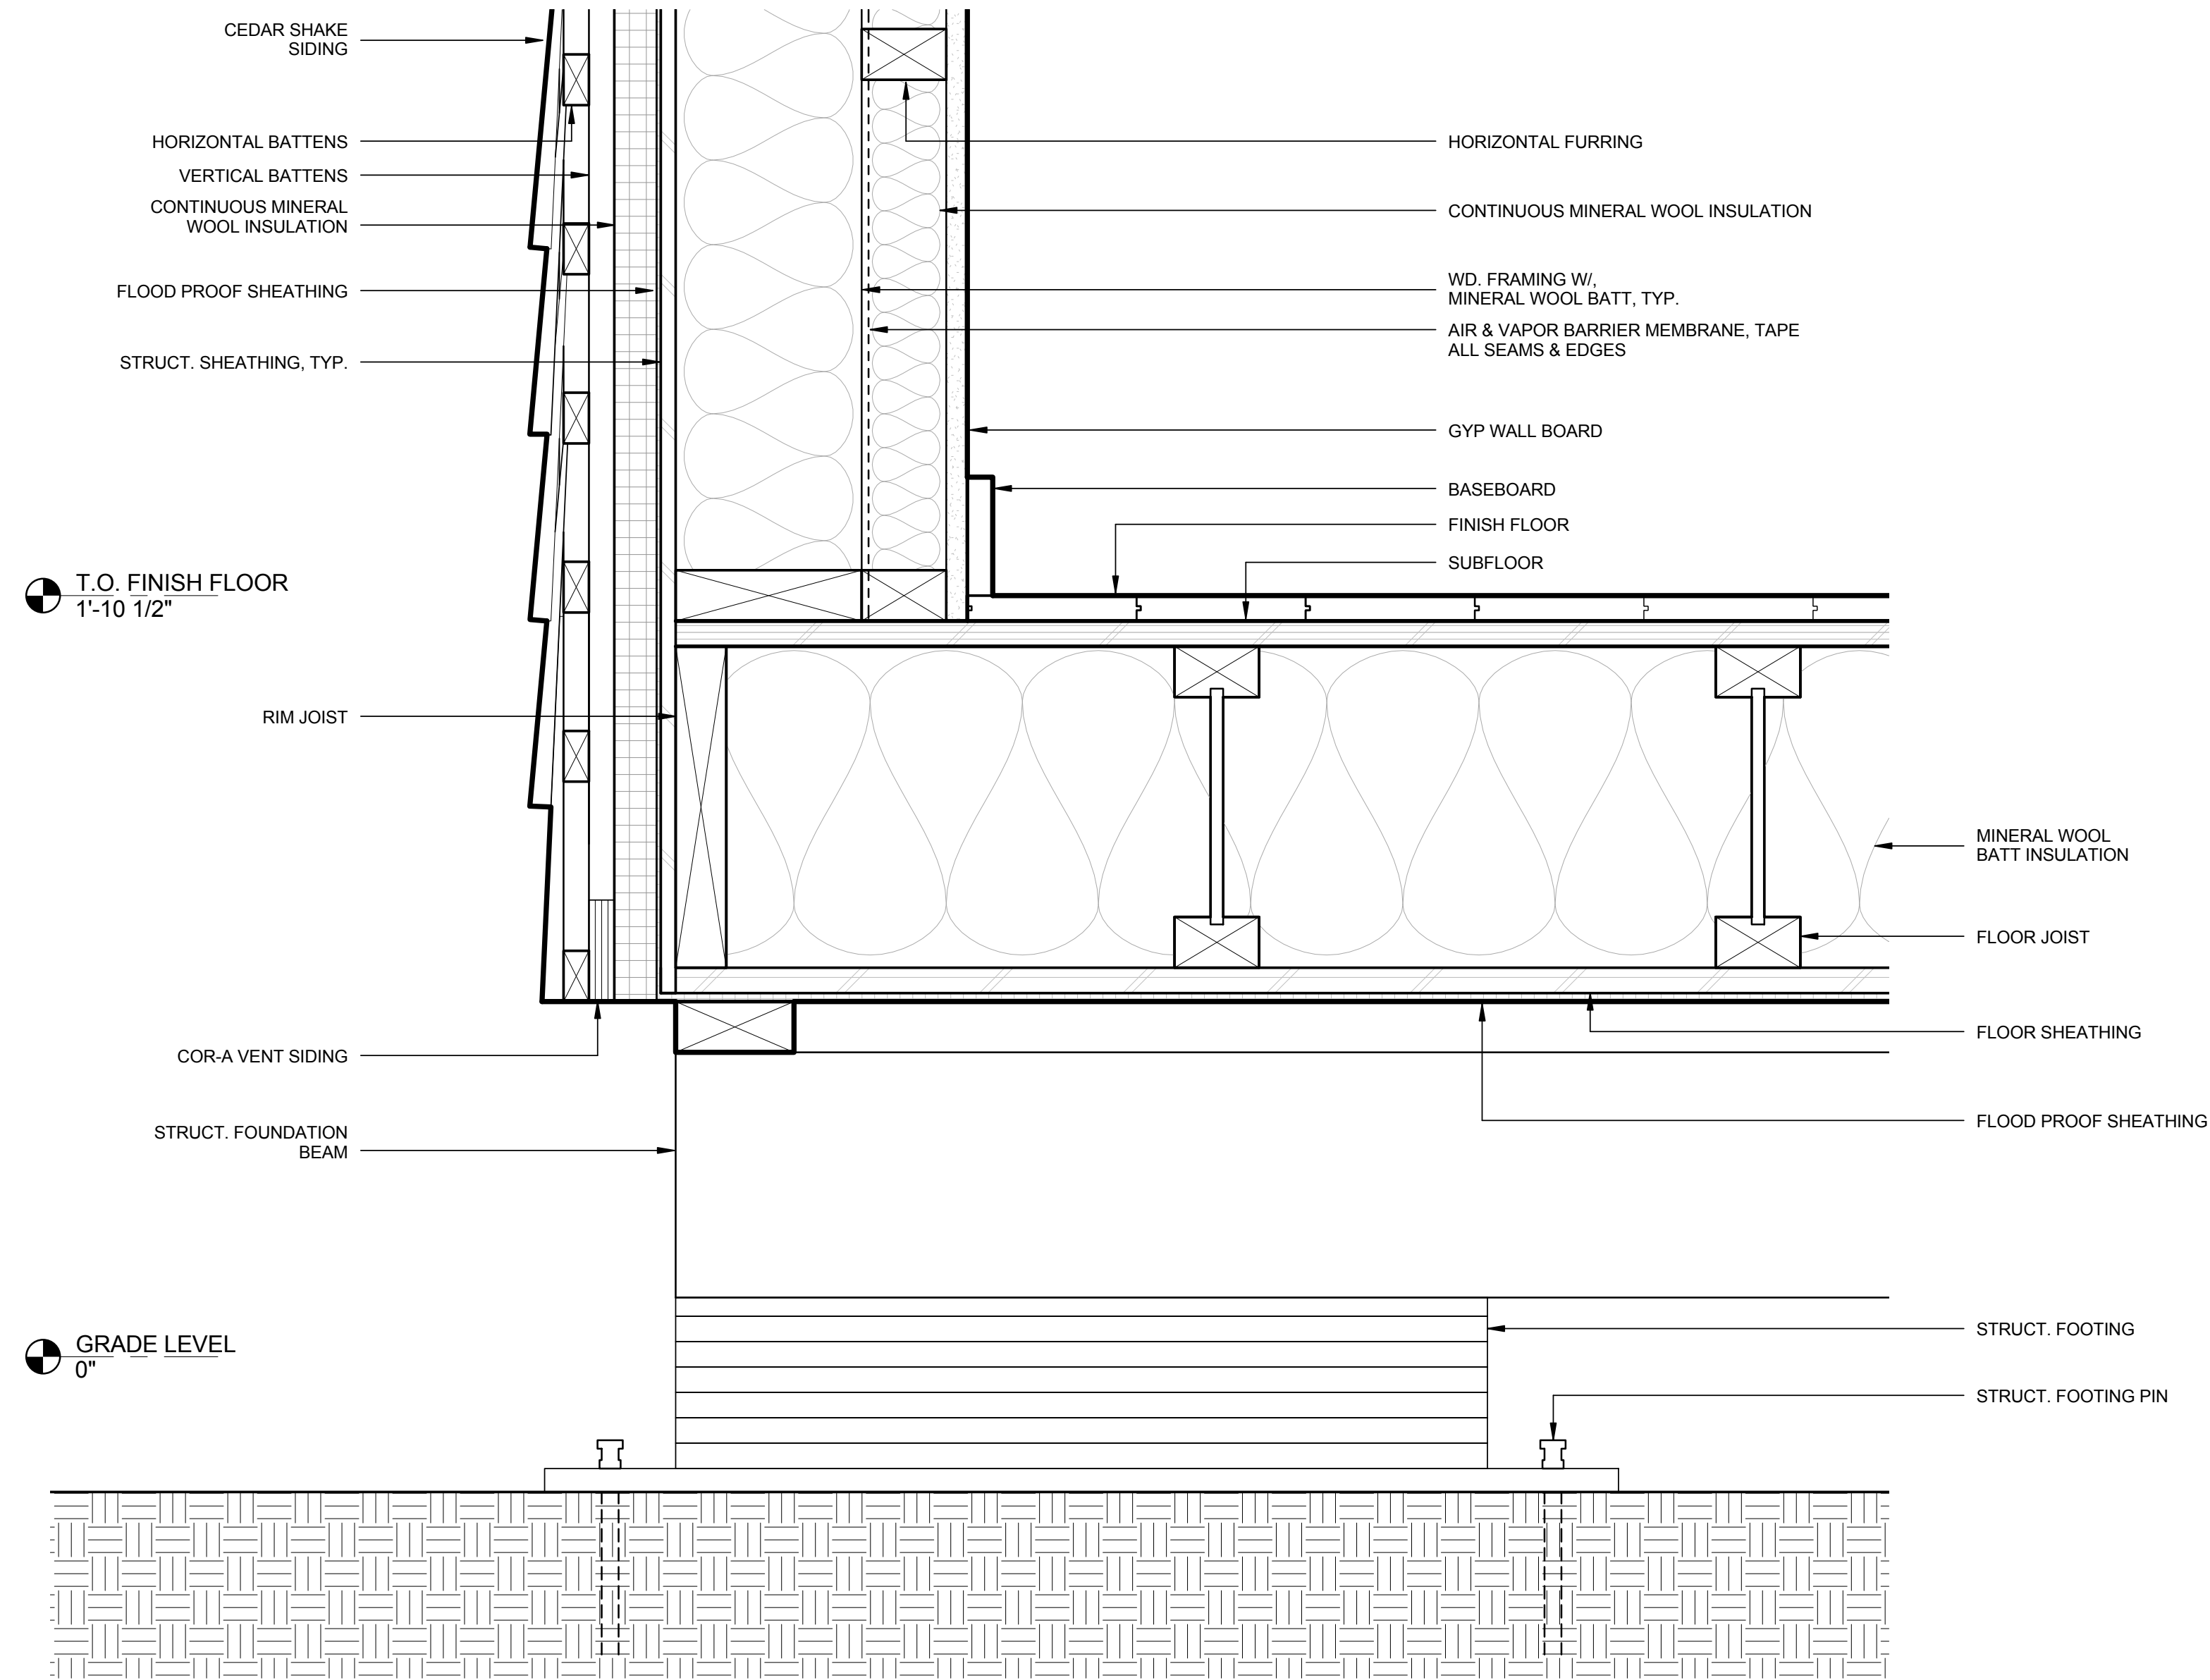 CEDAR SHAKE
SIDING
HORIZONTAL BATTENS
VERTICAL BATTENS
CONTINUOUS MINERAL
WOOL INSULATION
FLOOD PROOF SHEATHING
STRUCT. SHEATHING, TYP.
T.O. FINISH FLOOR
1'-10 1/2"
RIM JOIST
COR-A VENT SIDING
STRUCT. FOUNDATION
BEAM
GRADE LEVEL
0"
HORIZONTAL FURRING
CONTINUOUS MINERAL WOOL INSULATION
WD. FRAMING W/,
MINERAL WOOL BATT, TYP.
AIR & VAPOR BARRIER MEMBRANE, TAPE
ALL SEAMS & EDGES
GYP WALL BOARD
BASEBOARD
FINISH FLOOR
SUBFLOOR
MINERAL WOOL
BATT INSULATION
FLOOR JOIST
FLOOR SHEATHING
FLOOD PROOF SHEATHING
STRUCT. FOOTING
STRUCT. FOOTING PIN